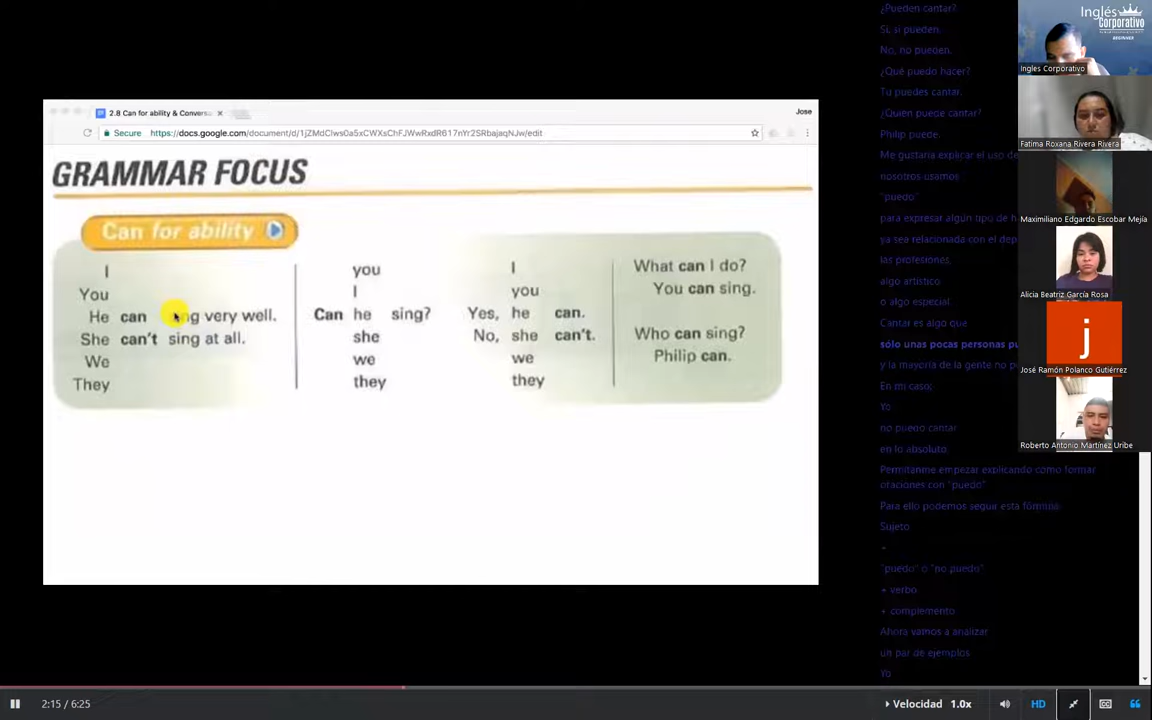 2.8 Can for ability & Conversa
Jose
Secure
https://docs.google.com/document/d/1jZMdClws0a5xCWXsChFJWwRxdR617nYr2SRbajaqNJw/edit
GRAMMAR FOCUS
Can for ability
I
You
He can
very well.
She can't sing at all.
We
They
you
I
Can he sing?
she
we
they
I
you
Yes, he can.
No, she can't.
we
they
What can I do?
You can sing.
Who can sing?
Philip can.
¿Pueden cantar?
Sí, si pueden.
No, no pueden.
¿Qué puedo hacer?
Tu puedes cantar.
¿Quién puede cantar?
Philip puede.
Me gustaría explicar el uso de
nosotros usamos
"puedo"
para expresar algún tipo de h
ya sea relacionada con el dep
las profesiones,
algo artístico
o algo especial
Cantar es algo que
sólo unas pocas personas pu
y la mayoría de la gente no p
En mi caso;
Yo
no puedo cantar
en lo absoluto.
Permítanme empezar explicando como formar
oraciones con "puedo"
Para ello podemos seguir esta fórmula:
Sujeto
+
"puedo" o "no puedo"
+ verbo
+ complemento
Ahora vamos a analizar
un par de ejemplos
Yo
Inglés
Corporativo
BEGINNER
Ingles Corporativo
Fatima Roxana Rivera Rivera
Maximiliano Edgardo Escobar Mejía
Alicia Beatriz García Rosa
j
José Ramón Polanco Gutiérrez
Roberto Antonio Martínez Uribe
2:15 / 6:25
Velocidad 1.0x
HD